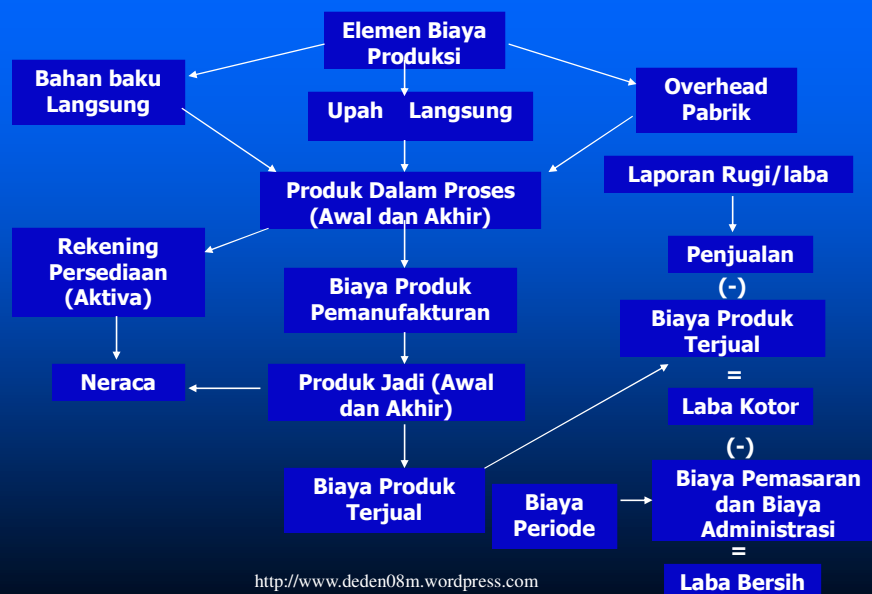 Elemen Biaya
Produksi
Bahan baku
Langsung
Upah Langsung
Overhead
Pabrik
Produk Dalam Proses
(Awal dan Akhir)
Rekening
Persediaan
(Aktiva)
Biaya Produk
Pemanufakturan
Neraca
Produk Jadi (Awal
dan Akhir)
Biaya Produk
Terjual
Laporan Rugi/laba
Penjualan
(-)
Biaya Produk
Terjual
=
Laba Kotor
(-)
Biaya
Periode
Biaya Pemasaran
dan Biaya
Administrasi
=
Laba Bersih
http://www.deden08m.wordpress.com